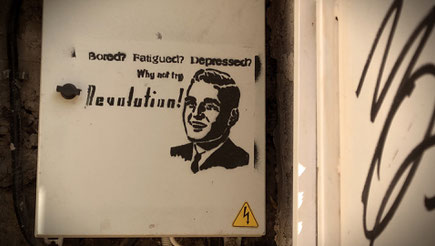 Bored? Fatigued? Depressed?
Why not try
Revolution!